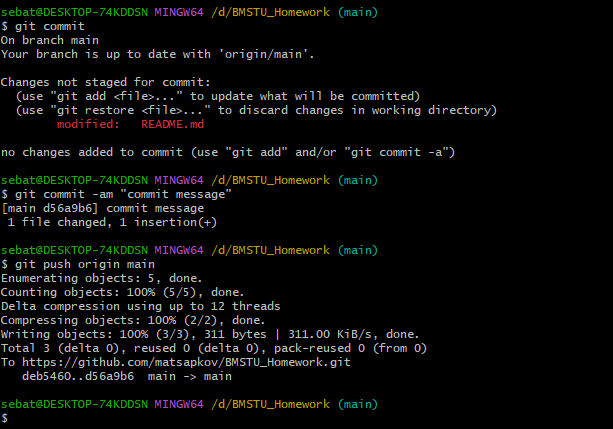 sebat@DESKTOP-74KDDSN MINGW64 /d/BMSTU_Homework (main)
$ git commit
On branch main
Your branch is up to date with 'origin/main'.

Changes not staged for commit:
  (use "git add <file>..." to update what will be committed)
  (use "git restore <file>..." to discard changes in working directory)
        modified:   README.md

no changes added to commit (use "git add" and/or "git commit -a")

sebat@DESKTOP-74KDDSN MINGW64 /d/BMSTU_Homework (main)
$ git commit -am "commit message"
[main d56a9b6] commit message
 1 file changed, 1 insertion(+)

sebat@DESKTOP-74KDDSN MINGW64 /d/BMSTU_Homework (main)
$ git push origin main
Enumerating objects: 5, done.
Counting objects: 100% (5/5), done.
Delta compression using up to 12 threads
Compressing objects: 100% (2/2), done.
Writing objects: 100% (3/3), 311 bytes | 311.00 KiB/s, done.
Total 3 (delta 0), reused 0 (delta 0), pack-reused 0 (from 0)
To https://github.com/matsapkov/BMSTU_Homework.git
   deb5460..d56a9b6  main -> main

sebat@DESKTOP-74KDDSN MINGW64 /d/BMSTU_Homework (main)
$